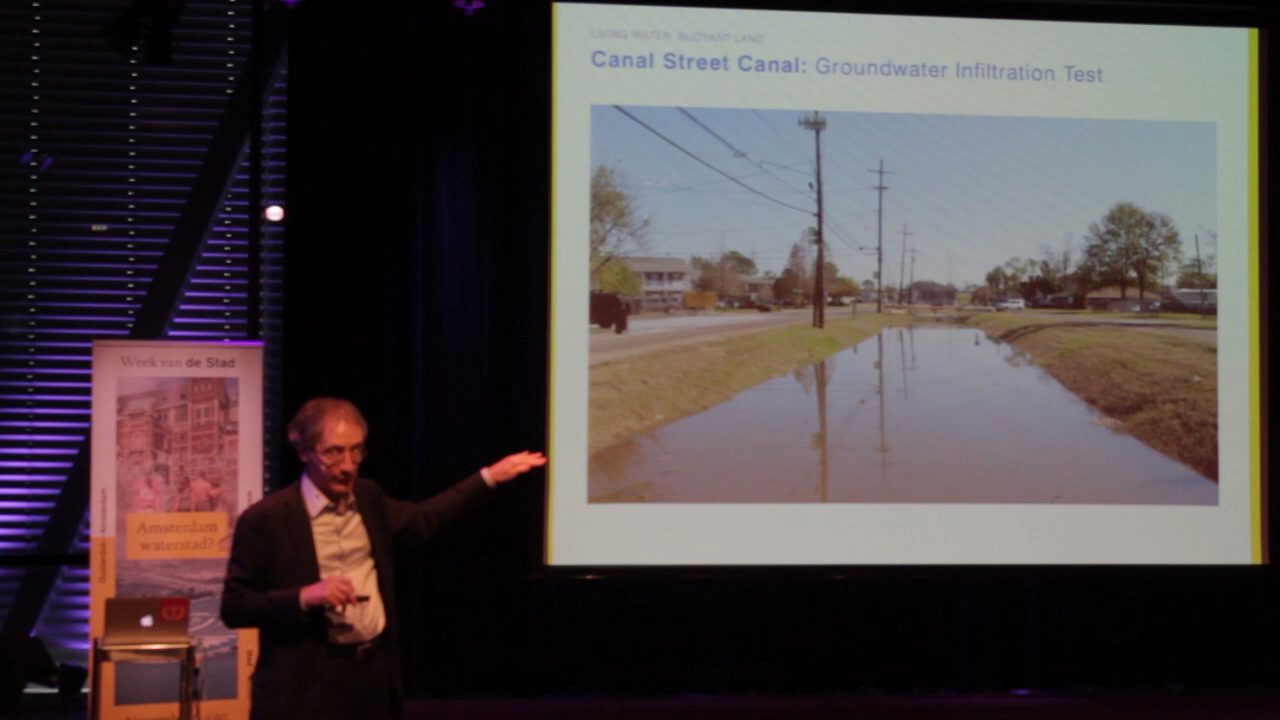 LIVING WATER, BUOYANT LAND
Canal Street Canal: Groundwater Infiltration Test
Week van de Stad
Amsterdam
waterstad?